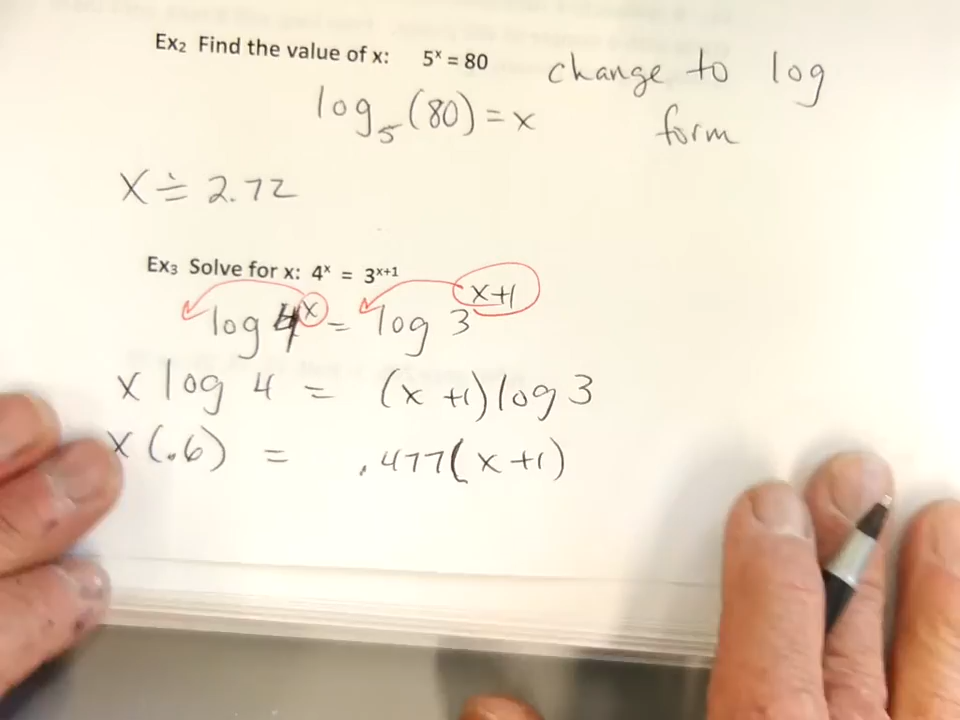 Ex2 Find the value of x: 5ˣ = 80
change to log
form
log₅(80) = x
x ≐ 2.72
Ex3 Solve for x: 4ˣ = 3ˣ⁺¹
log 4ˣ = log 3ˣ⁺¹
x log 4 = (x+1) log 3
x(.6) = .477(x+1)